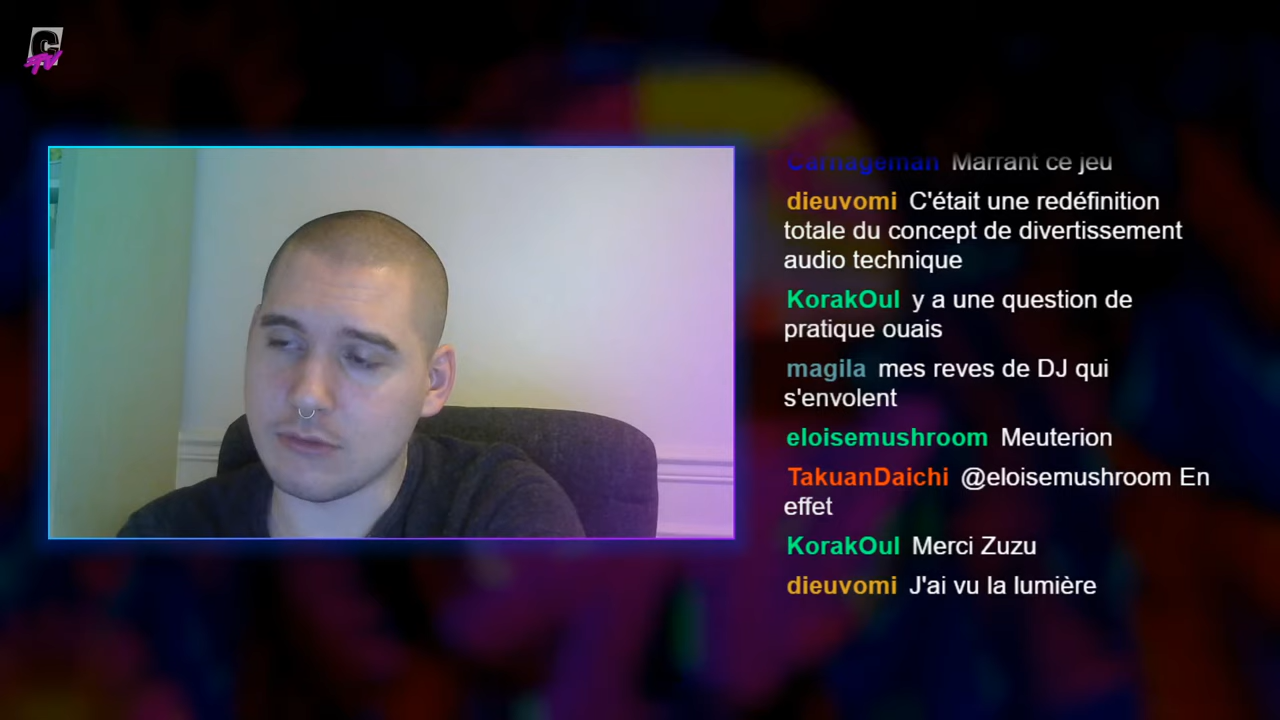 C
TV
Carnageman Marrant ce jeu
dieuvomi C'était une redéfinition
totale du concept de divertissement
audio technique
KorakOul y a une question de
pratique ouais
magila mes reves de DJ qui
s'envolent
eloisemushroom Meuterion
TakuanDaichi @eloisemushroom En
effet
KorakOul Merci Zuzu
dieuvomi J'ai vu la lumière